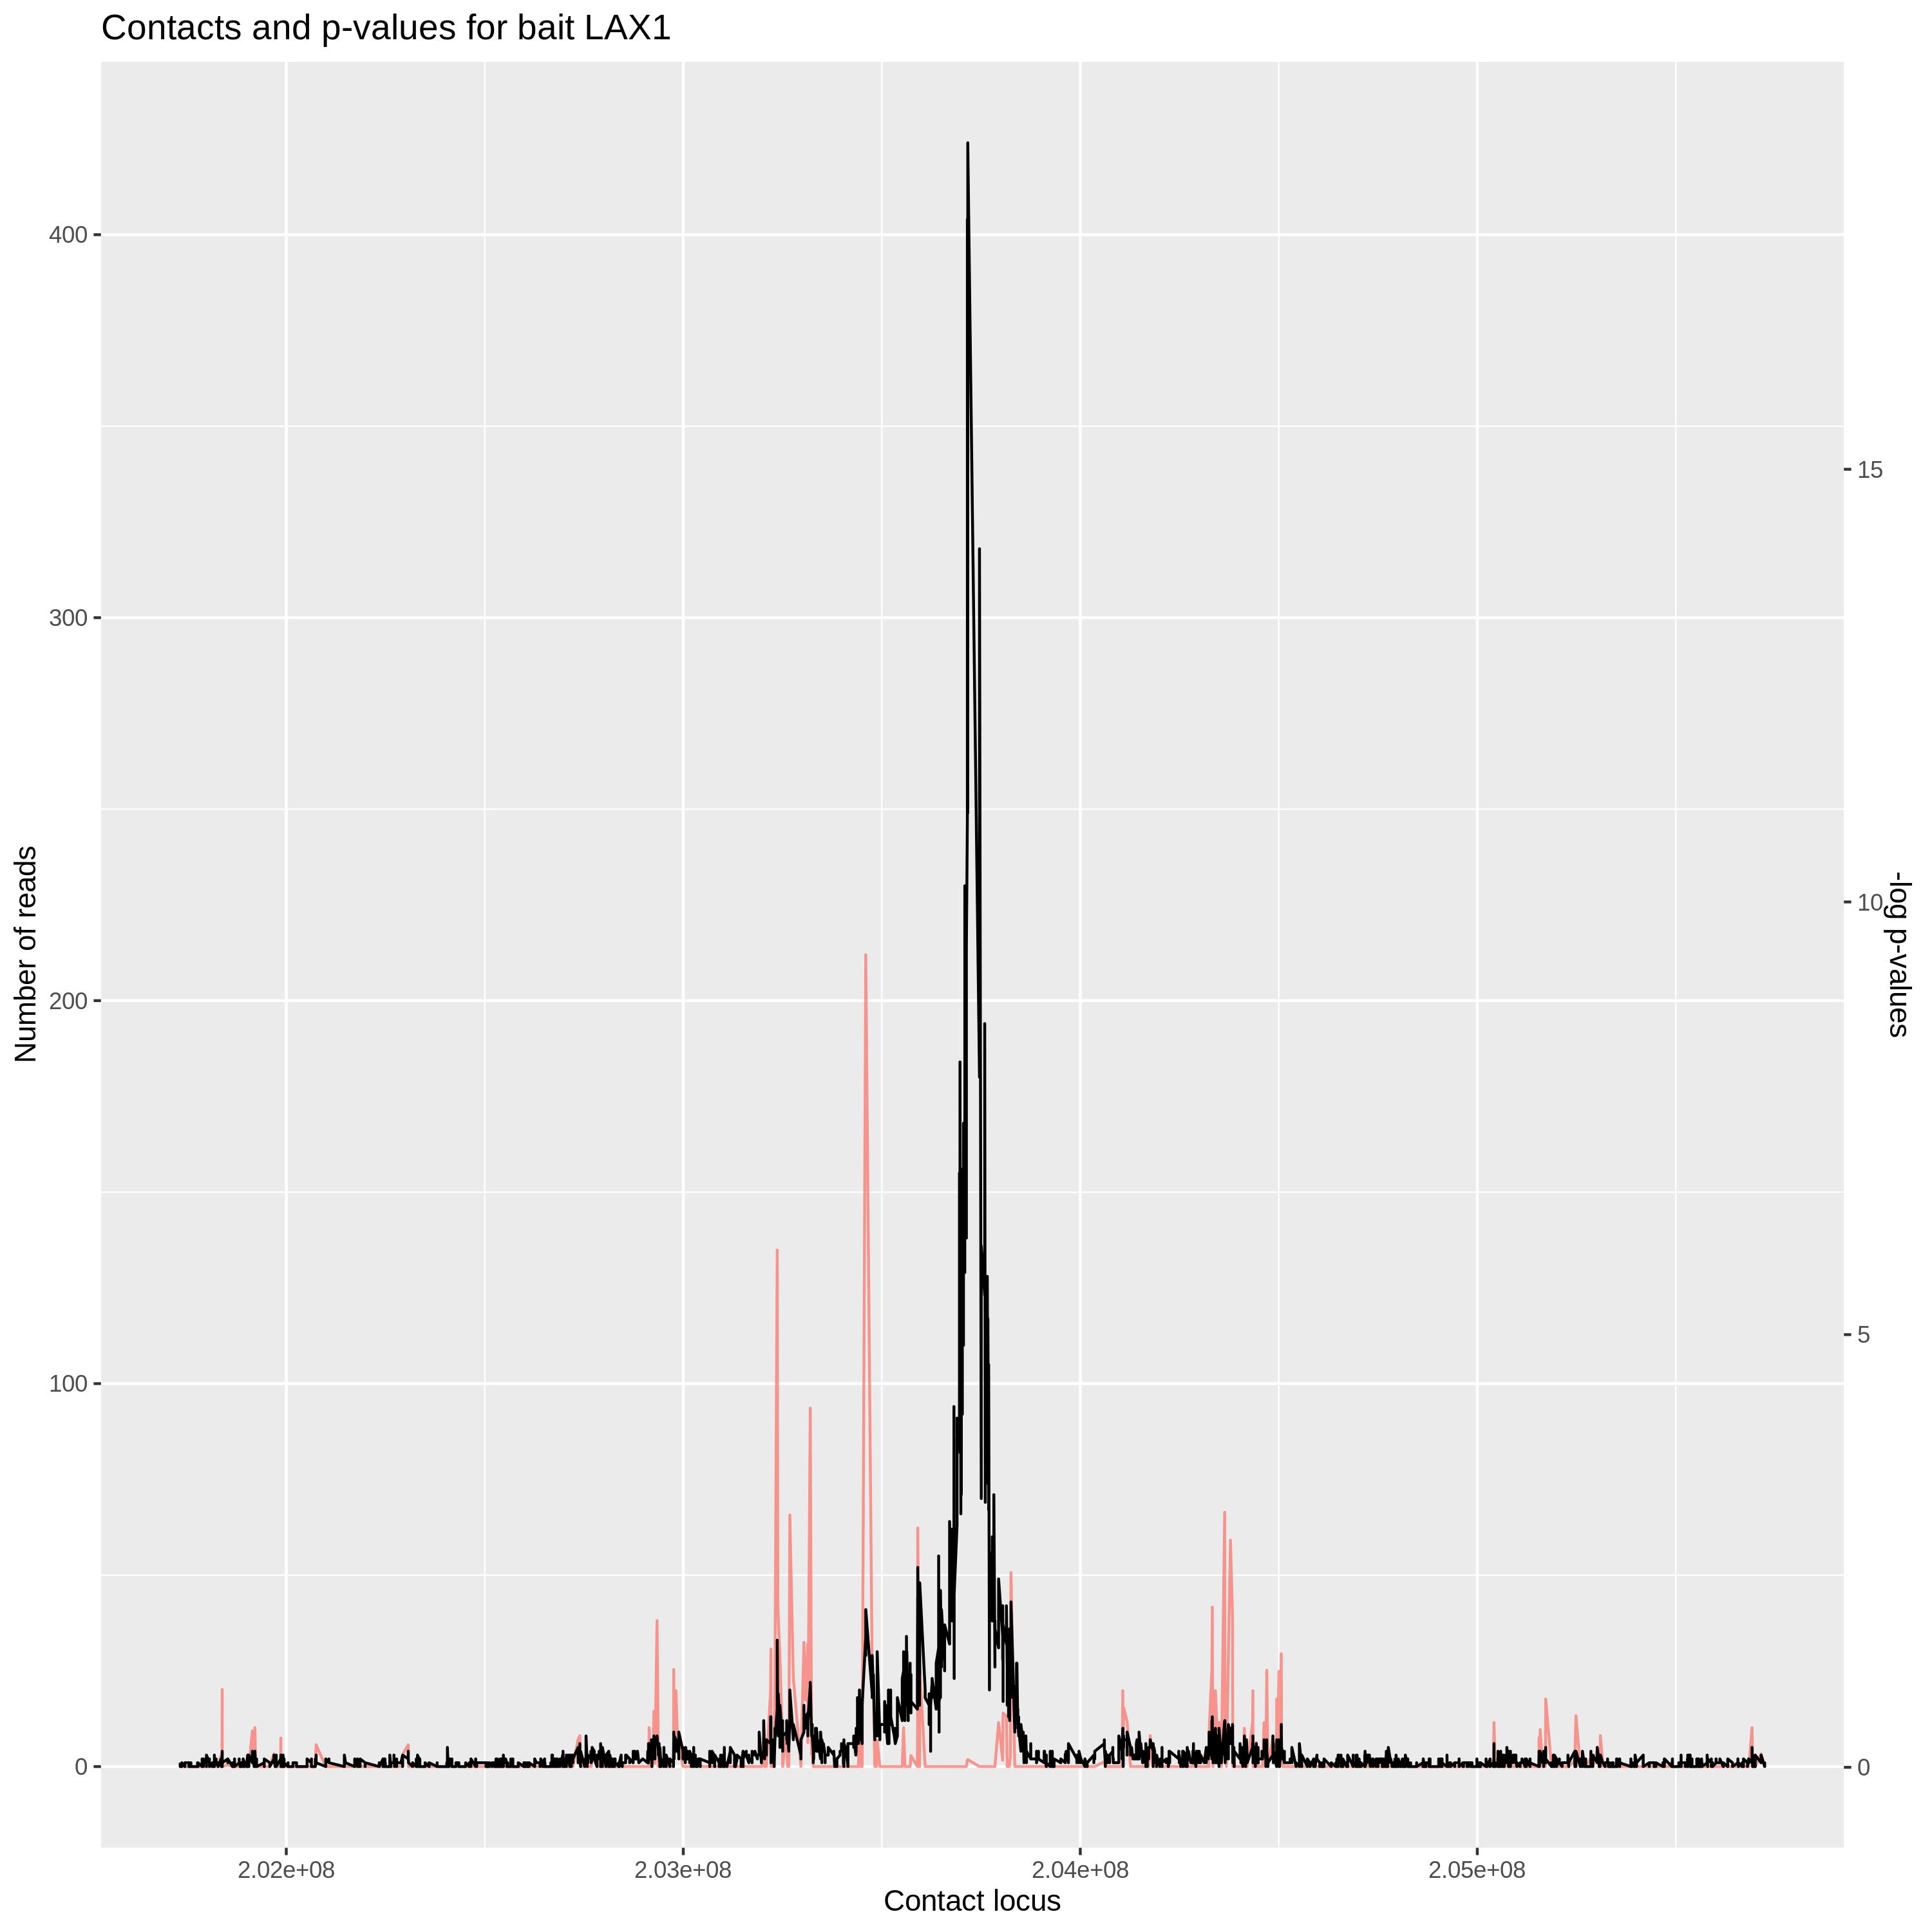 Contacts and p-values for bait LAX1
400
300
200
100
0
Number of reads
15
10
5
0
-log p-values
2.02e+08
2.03e+08
2.04e+08
2.05e+08
Contact locus